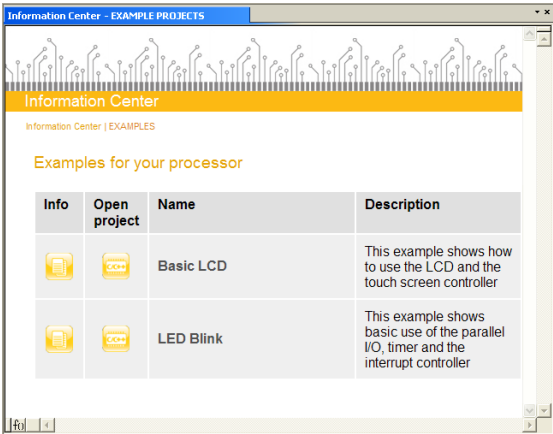 Information Center - EXAMPLE PROJECTS
Information Center
Information Center | EXAMPLES
Examples for your processor
Info Open project Name Description
C/C++ Basic LCD This example shows how
to use the LCD and the
touch screen controller
C/C++ LED Blink This example shows
basic use of the parallel
I/O, timer and the
interrupt controller
fo